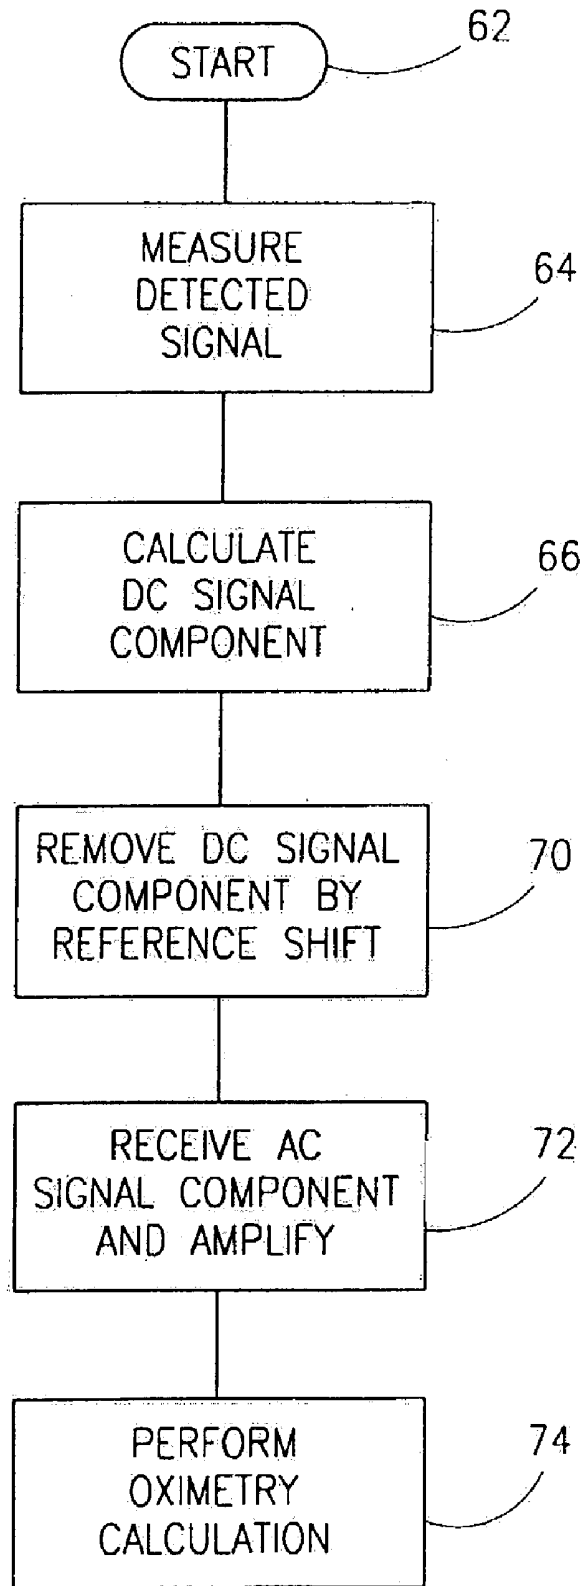 62
START
MEASURE
DETECTED
SIGNAL
64
CALCULATE
DC SIGNAL
COMPONENT
66
REMOVE DC SIGNAL
COMPONENT BY
REFERENCE SHIFT
70
RECEIVE AC
SIGNAL COMPONENT
AND AMPLIFY
72
PERFORM
OXIMETRY
CALCULATION
74